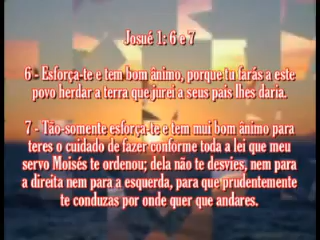 Josué 1: 6 e 7
6 - Esforça-te e tem bom ânimo, porque tu farás a este
povo herdar a terra que jurei a seus pais lhes daria.
7 - Tão-somente esforça-te e tem mui bom ânimo para
teres o cuidado de fazer conforme toda a lei que meu
servo Moisés te ordenou; dela não te desvies, nem para
a direita nem para a esquerda, para que prudentemente
te conduzas por onde quer que andares.